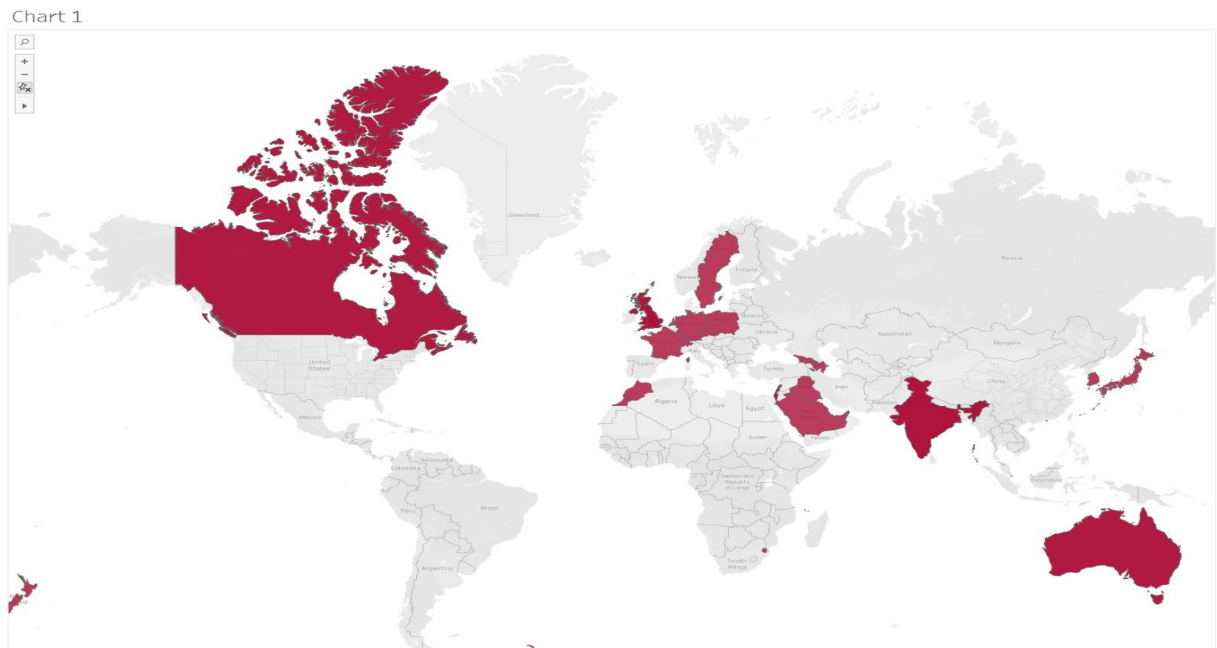 Chart 1
Greenland
Russia
Norway
Finland
Belarus
Ukraine
Kazakhstan
Mongolia
Italy
Spain
Turkey
China
United
States
Iran
Pakistan
Algeria
Libya
Egypt
Mexico
Sudan
Yemen
Venezuela
Colombia
Democratic
Republic
of Congo
Indonesia
Peru
Brazil
South
Africa
Argentina